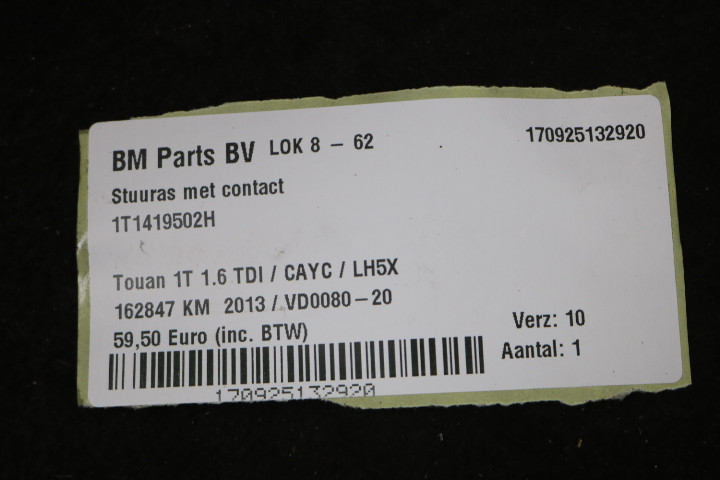 BM Parts BV LOK 8 - 62 170925132920
Stuuras met contact
1T1419502H
Touan 1T 1.6 TDI / CAYC / LH5X
162847 KM 2013 / VD0080-20
59,50 Euro (inc. BTW)
Verz: 10
Aantal: 1
170925132920